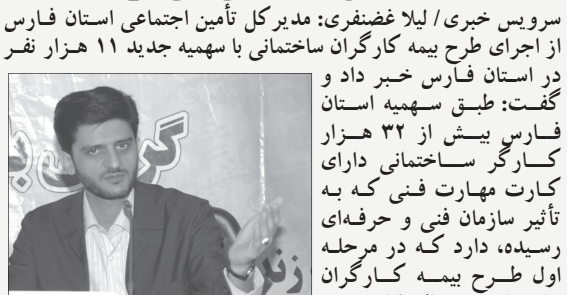 سرویس خبری/ لیلا غضنفری: مدیرکل تأمین اجتماعی استان فارس
از اجرای طرح بیمه کارگران ساختمانی با سهمیه جدید ۱۱ هزار نفر
در استان فارس خبر داد و
گفت: طبق سهمیه استان
فارس بیش از ۳۲ هزار
کارگر ساختمانی دارای
کارت مهارت فنی که به
تأثیر سازمان فنی و حرفه‌ای
رسیده، دارد که در مرحله
اول طرح بیمه کارگران